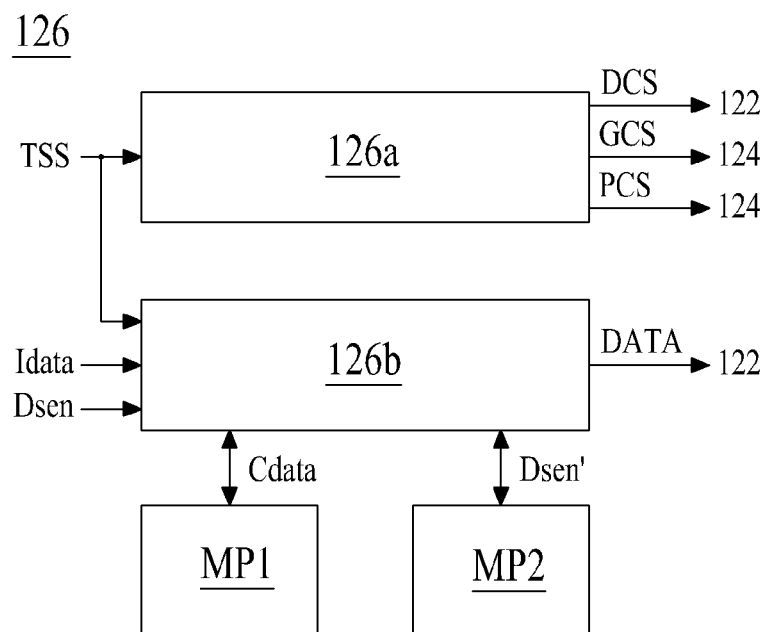 126
DCS
122
TSS
126a
GCS
124
PCS
124
Idata
126b
DATA
122
Dsen
Cdata
Dsen'
MP1
MP2